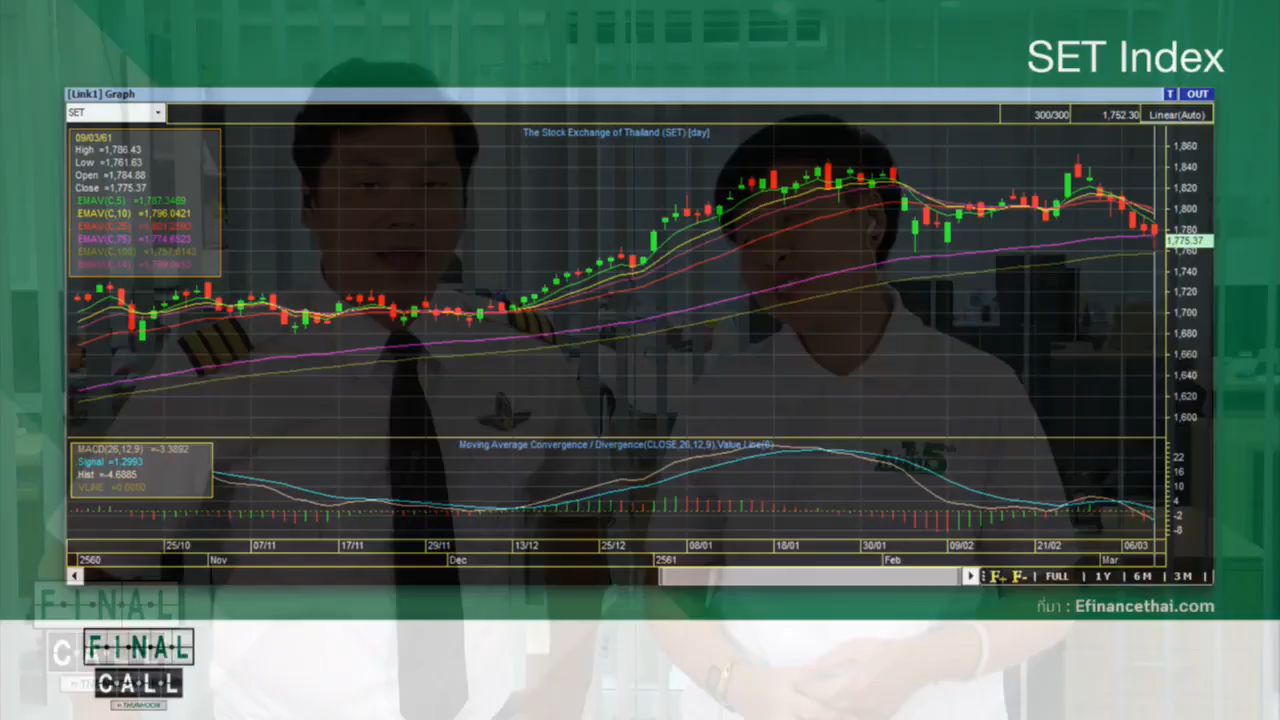 SET Index
[Link1] Graph
T OUT
SET
300/300 1,752.30 Linear(Auto)
The Stock Exchange of Thailand (SET) [day]
09/03/61
High =1,786.43
Low =1,761.63
Open =1,784.88
Close =1,775.37
EMAV(C,5) =1,787.3469
EMAV(C,10) =1,796.0421
EMAV(C,75) =1,774.6523
1,860
1,840
1,820
1,800
1,780
1,775.37
1,760
1,740
1,720
1,700
1,680
1,660
1,640
1,620
1,600
Moving Average Convergence / Divergence(CLOSE,26,12,9),Value Line(0)
MACD(26,12,9) =-3.3892
Signal =1.2993
Hist =-4.6885
VLINE =+0.0000
22
16
10
4
-2
-8
25/10 07/11 17/11 29/11 13/12 25/12 08/01 18/01 30/01 09/02 21/02 06/03
2560 Nov Dec 2561 Feb Mar
F+ F- | FULL | 1Y | 6M | 3M |
ที่มา : Efinancethai.com
FINAL
FINAL
CALL
by THUNHOON